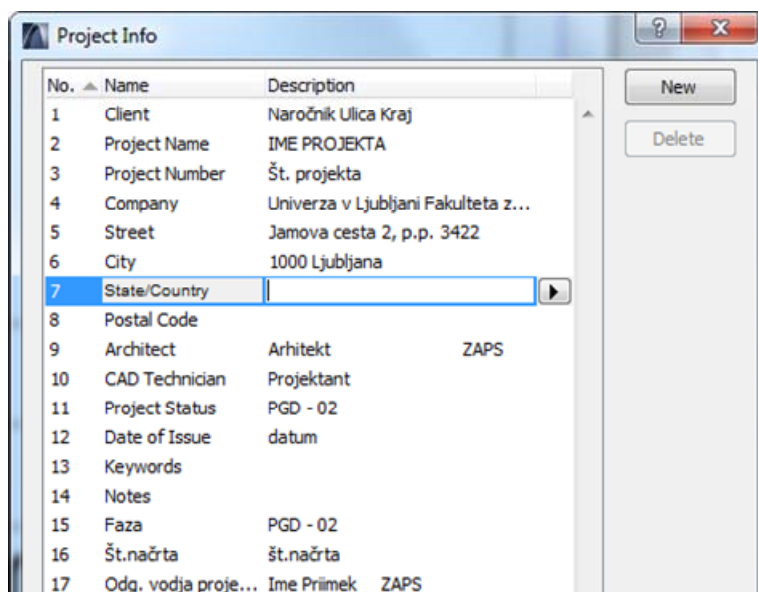 Project Info
No. Name Description
New
1 Client Naročnik Ulica Kraj
2 Project Name IME PROJEKTA
Delete
3 Project Number Št. projekta
4 Company Univerza v Ljubljani Fakulteta z...
5 Street Jamova cesta 2, p.p. 3422
6 City 1000 Ljubljana
7 State/Country
8 Postal Code
9 Architect Arhitekt ZAPS
10 CAD Technician Projektant
11 Project Status PGD - 02
12 Date of Issue datum
13 Keywords
14 Notes
15 Faza PGD - 02
16 Št.načrta št.načrta
17 Odg. vodja proje... Ime Priimek ZAPS